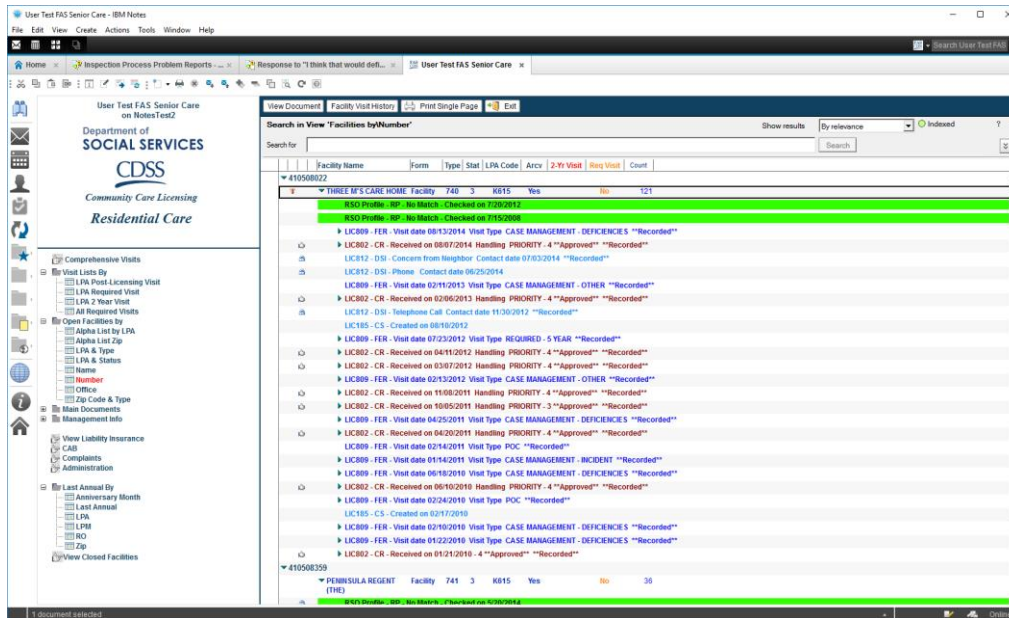 User Test FAS Senior Care - IBM Notes
File Edit View Create Actions Tools Window Help
Search User Test FAS
Home Inspection Process Problem Reports - ... Response to "I think that would defi... User Test FAS Senior Care
User Test FAS Senior Care
on NotesTest2
Department of
SOCIAL SERVICES
CDSS
Community Care Licensing
Residential Care
Comprehensive Visits
Visit Lists By
LPA Post-Licensing Visit
LPA Required Visit
LPA 2 Year Visit
All Required Visits
Open Facilities by
Alpha List by LPA
Alpha List Zip
LPA & Type
LPA & Status
Name
Number
Office
Zip Code & Type
Main Documents
Management Info
View Liability Insurance
CAB
Complaints
Administration
Last Annual By
Anniversary Month
Last Annual
LPA
LPM
RO
Zip
View Closed Facilities
View Document Facility Visit History Print Single Page Exit
Search in View 'Facilities by\Number' Show results By relevance Indexed ?
Search for Search
Facility Name Form Type Stat LPA Code Arcv 2-Yr Visit Req Visit Count
410508022
THREE M'S CARE HOME Facility 740 3 K615 Yes No 121
RSO Profile - RP - No Match - Checked on 7/20/2012
RSO Profile - RP - No Match - Checked on 7/15/2008
LIC809 - FER - Visit date 08/13/2014 Visit Type CASE MANAGEMENT - DEFICIENCIES **Recorded**
LIC802 - CR - Received on 08/07/2014 Handling PRIORITY - 4 **Approved** **Recorded**
LIC812 - DSI - Concern from Neighbor Contact date 07/03/2014 **Recorded**
LIC812 - DSI - Phone Contact date 06/25/2014
LIC809 - FER - Visit date 02/11/2013 Visit Type CASE MANAGEMENT - OTHER **Recorded**
LIC802 - CR - Received on 02/06/2013 Handling PRIORITY - 4 **Approved** **Recorded**
LIC812 - DSI - Telephone Call Contact date 11/30/2012 **Recorded**
LIC185 - CS - Created on 08/10/2012
LIC809 - FER - Visit date 07/23/2012 Visit Type REQUIRED - 5 YEAR **Recorded**
LIC802 - CR - Received on 04/11/2012 Handling PRIORITY - 4 **Approved** **Recorded**
LIC802 - CR - Received on 03/07/2012 Handling PRIORITY - 4 **Approved** **Recorded**
LIC809 - FER - Visit date 02/13/2012 Visit Type CASE MANAGEMENT - OTHER **Recorded**
LIC802 - CR - Received on 11/08/2011 Handling PRIORITY - 4 **Approved** **Recorded**
LIC802 - CR - Received on 10/05/2011 Handling PRIORITY - 3 **Approved** **Recorded**
LIC809 - FER - Visit date 04/25/2011 Visit Type CASE MANAGEMENT - DEFICIENCIES **Recorded**
LIC802 - CR - Received on 04/20/2011 Handling PRIORITY - 4 **Approved** **Recorded**
LIC809 - FER - Visit date 02/14/2011 Visit Type POC **Recorded**
LIC809 - FER - Visit date 01/14/2011 Visit Type CASE MANAGEMENT - INCIDENT **Recorded**
LIC809 - FER - Visit date 06/18/2010 Visit Type CASE MANAGEMENT - DEFICIENCIES **Recorded**
LIC802 - CR - Received on 06/10/2010 Handling PRIORITY - 4 **Approved** **Recorded**
LIC809 - FER - Visit date 02/24/2010 Visit Type POC **Recorded**
LIC185 - CS - Created on 02/17/2010
LIC809 - FER - Visit date 02/10/2010 Visit Type CASE MANAGEMENT - DEFICIENCIES **Recorded**
LIC809 - FER - Visit date 01/22/2010 Visit Type CASE MANAGEMENT - DEFICIENCIES **Recorded**
LIC802 - CR - Received on 01/21/2010 - 4 **Approved** **Recorded**
410508359
PENINSULA REGENT Facility 741 3 K615 Yes No 36
(THE)
RSO Profile - RP - No Match - Checked on 5/20/2014
1 document selected Online